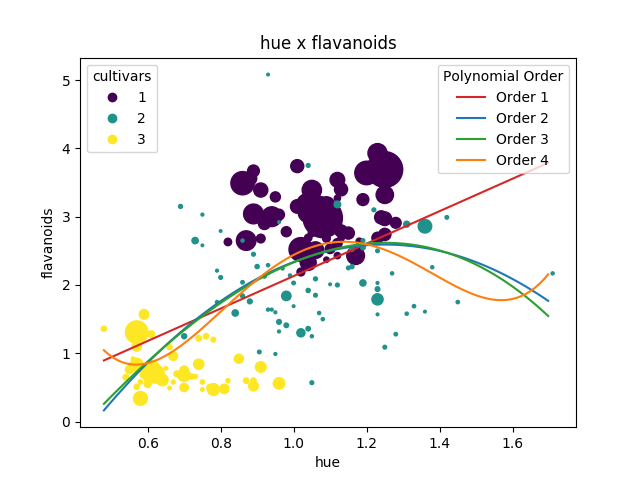 hue x flavanoids
cultivars
1
2
3
Polynomial Order
Order 1
Order 2
Order 3
Order 4
flavanoids
5
4
3
2
1
0
0.6 0.8 1.0 1.2 1.4 1.6
hue